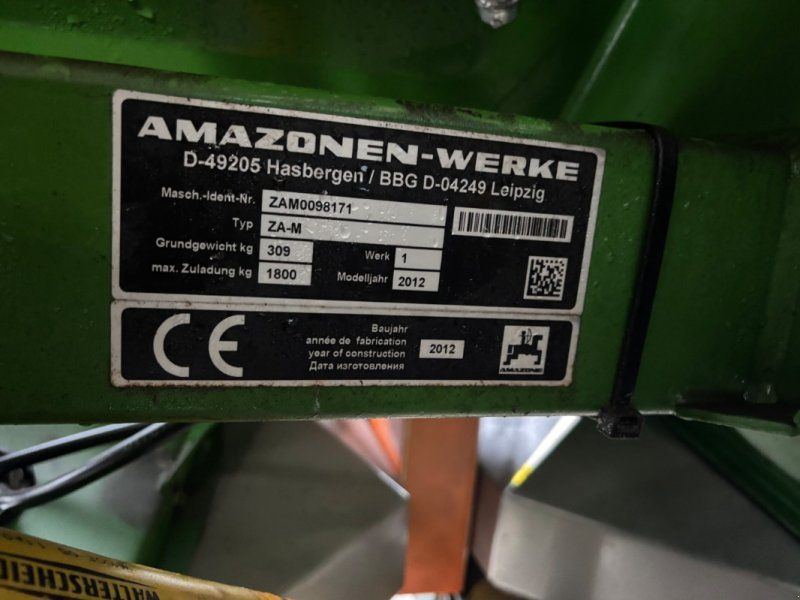 AMAZONEN-WERKE
D-49205 Hasbergen / BBG D-04249 Leipzig
Masch.-Ident-Nr. ZAM0098171
Typ ZA-M
Grundgewicht kg 309 Werk 1
max. Zuladung kg 1800 Modelljahr 2012
CE
Baujahr
année de fabrication
year of construction 2012
Дата изготовления
AMAZONE
WALTERSCHEID